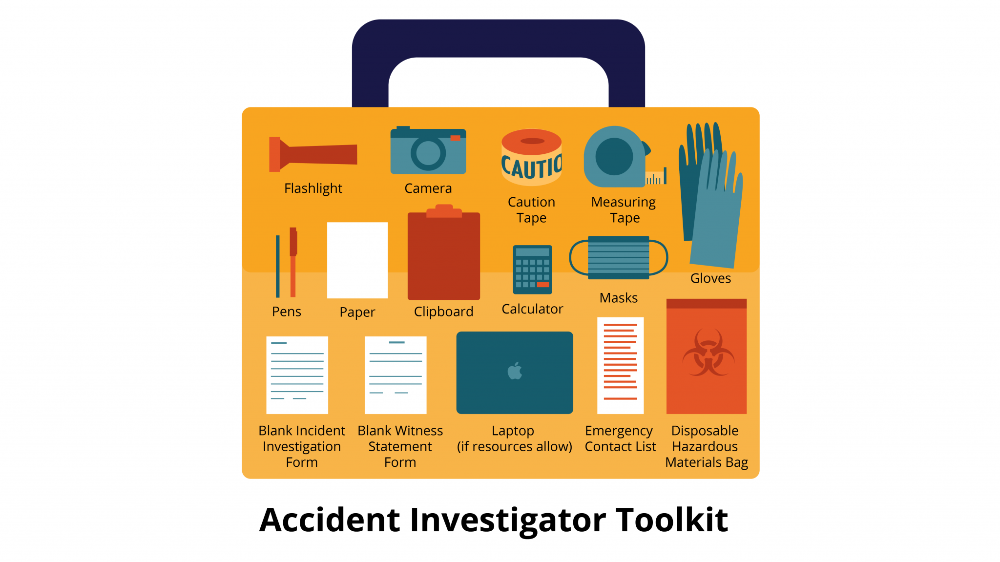 Flashlight
Camera
CAUTIO
Caution
Tape
Measuring
Tape
Gloves
Pens
Paper
Clipboard
Calculator
Masks
Blank Incident
Investigation
Form
Blank Witness
Statement
Form
Laptop
(if resources allow)
Emergency
Contact List
Disposable
Hazardous
Materials Bag
Accident Investigator Toolkit